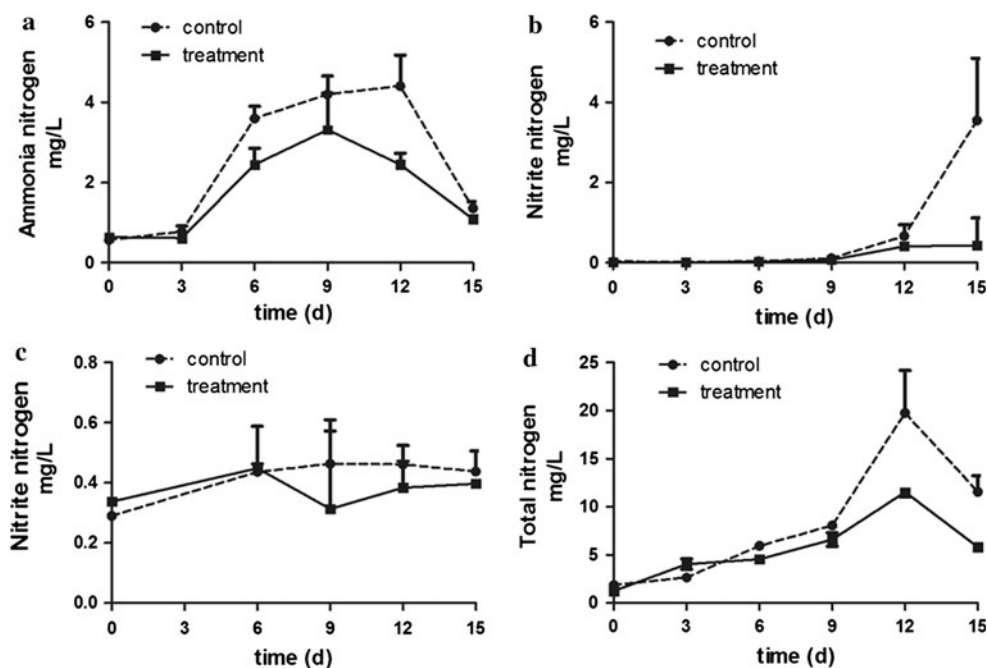 a
control
treatment
Ammonia nitrogen
mg/L
6
4
2
0
0 3 6 9 12 15
time (d)
b
control
treatment
Nitrite nitrogen
mg/L
6
4
2
0
0 3 6 9 12 15
time (d)
c
control
treatment
Nitrite nitrogen
mg/L
0.8
0.6
0.4
0.2
0.0
0 3 6 9 12 15
time (d)
d
control
treatment
Total nitrogen
mg/L
25
20
15
10
5
0
0 3 6 9 12 15
time (d)